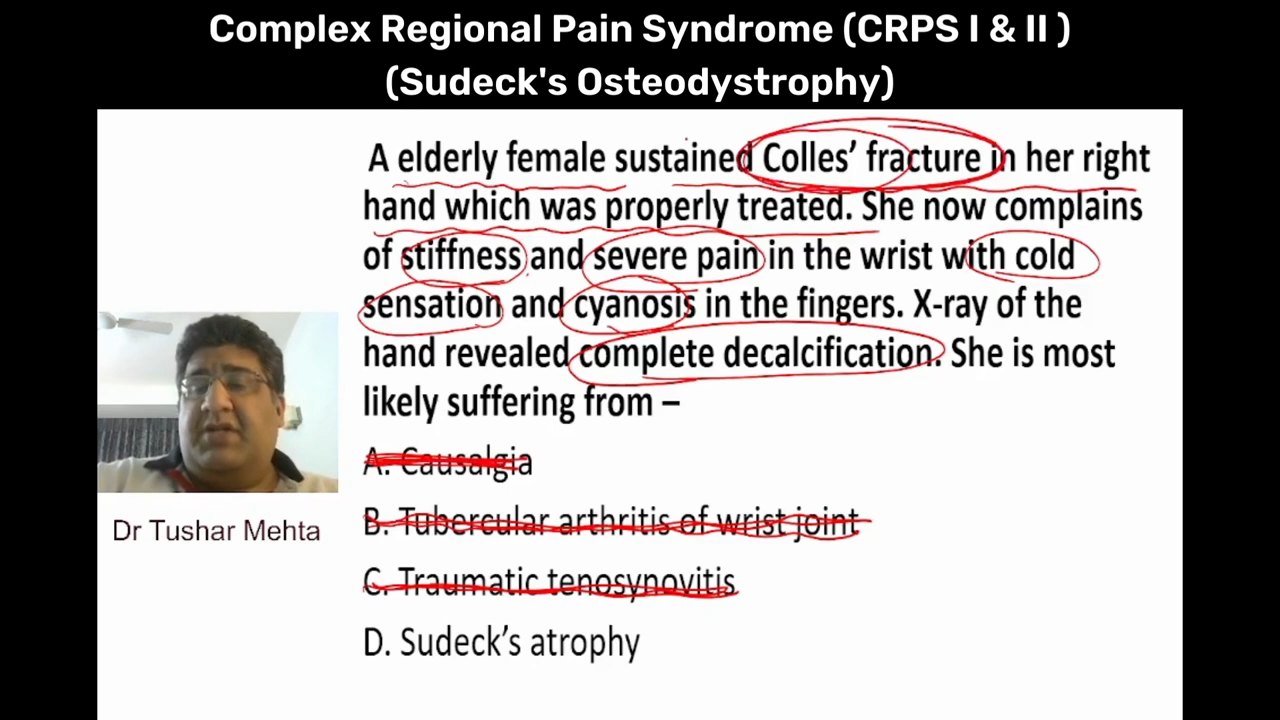 Complex Regional Pain Syndrome (CRPS I & II )
(Sudeck's Osteodystrophy)
A elderly female sustained Colles’ fracture in her right
hand which was properly treated. She now complains
of stiffness and severe pain in the wrist with cold
sensation and cyanosis in the fingers. X-ray of the
hand revealed complete decalcification. She is most
likely suffering from –
A. Causalgia
B. Tubercular arthritis of wrist joint
C. Traumatic tenosynovitis
D. Sudeck’s atrophy
Dr Tushar Mehta